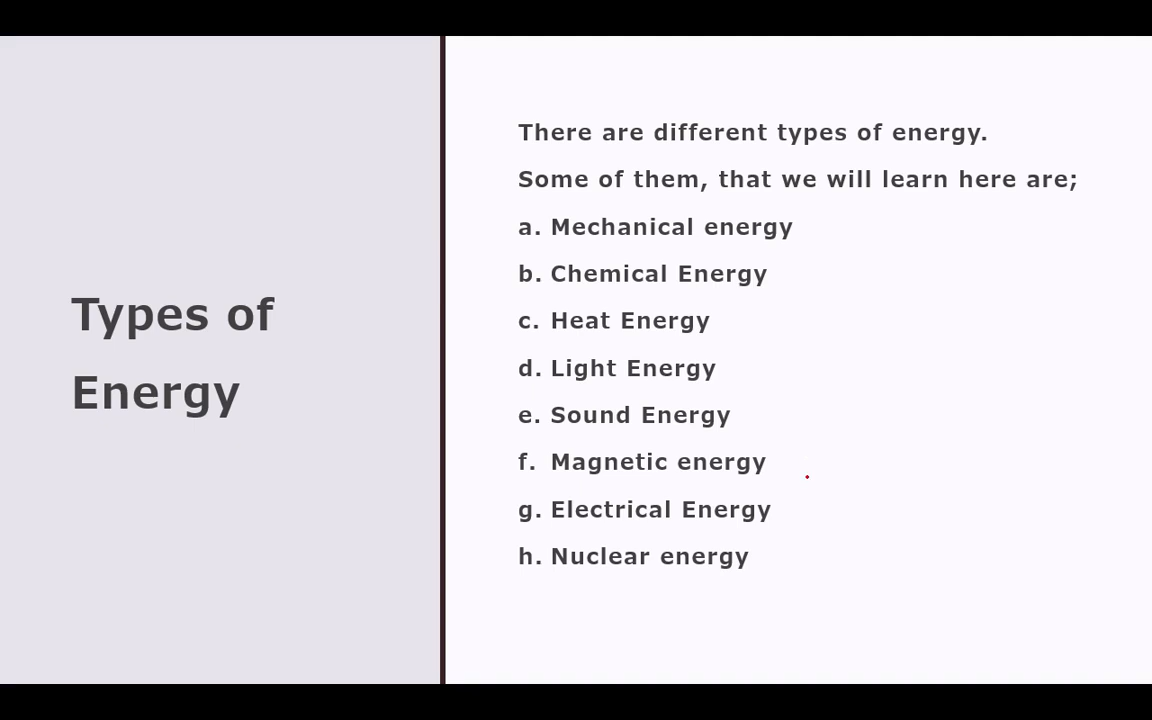 Types of
Energy
There are different types of energy.
Some of them, that we will learn here are;
a. Mechanical energy
b. Chemical Energy
c. Heat Energy
d. Light Energy
e. Sound Energy
f. Magnetic energy
g. Electrical Energy
h. Nuclear energy